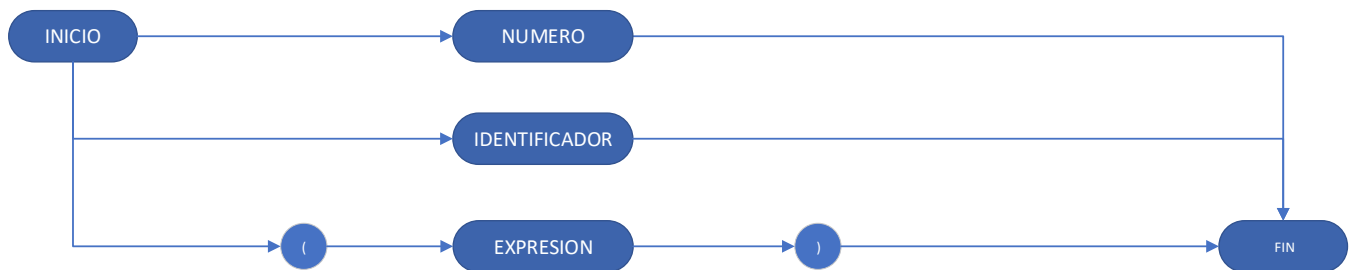 INICIO
NUMERO
IDENTIFICADOR
(
EXPRESION
)
FIN